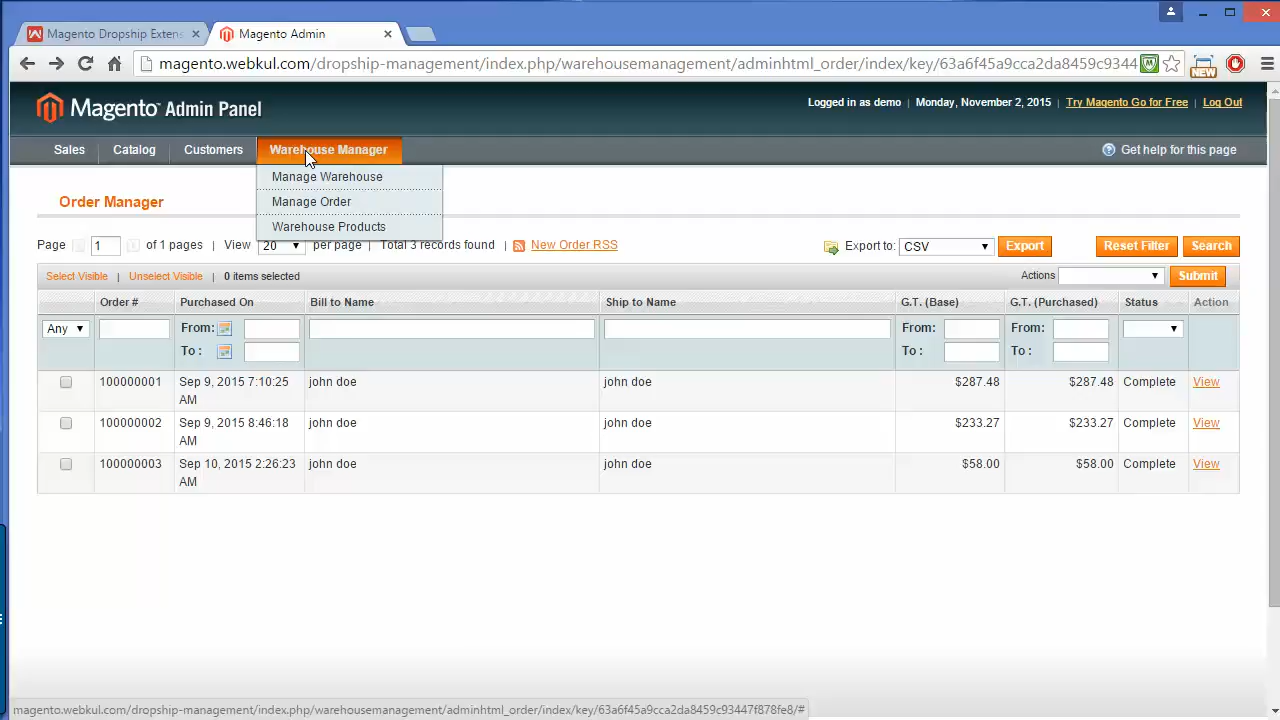 Magento Dropship Extens
Magento Admin
magento.webkul.com/dropship-management/index.php/warehousemanagement/adminhtml_order/index/key/63a6f45a9cca2da8459c9344
NEW
Magento Admin Panel
Logged in as demo | Monday, November 2, 2015 | Try Magento Go for Free | Log Out
Sales Catalog Customers Warehouse Manager Get help for this page
Manage Warehouse
Manage Order
Warehouse Products
Order Manager
Page 1 of 1 pages | View 20 per page | Total 3 records found | New Order RSS Export to: CSV Export Reset Filter Search
Select Visible | Unselect Visible | 0 items selected Actions Submit
Order # Purchased On Bill to Name Ship to Name G.T. (Base) G.T. (Purchased) Status Action
Any From: From: From:
To : To : To :
100000001 Sep 9, 2015 7:10:25 AM john doe john doe $287.48 $287.48 Complete View
100000002 Sep 9, 2015 8:46:18 AM john doe john doe $233.27 $233.27 Complete View
100000003 Sep 10, 2015 2:26:23 AM john doe john doe $58.00 $58.00 Complete View
magento.webkul.com/dropship-management/index.php/warehousemanagement/adminhtml_order/index/key/63a6f45a9cca2da8459c93447f878fe8/#